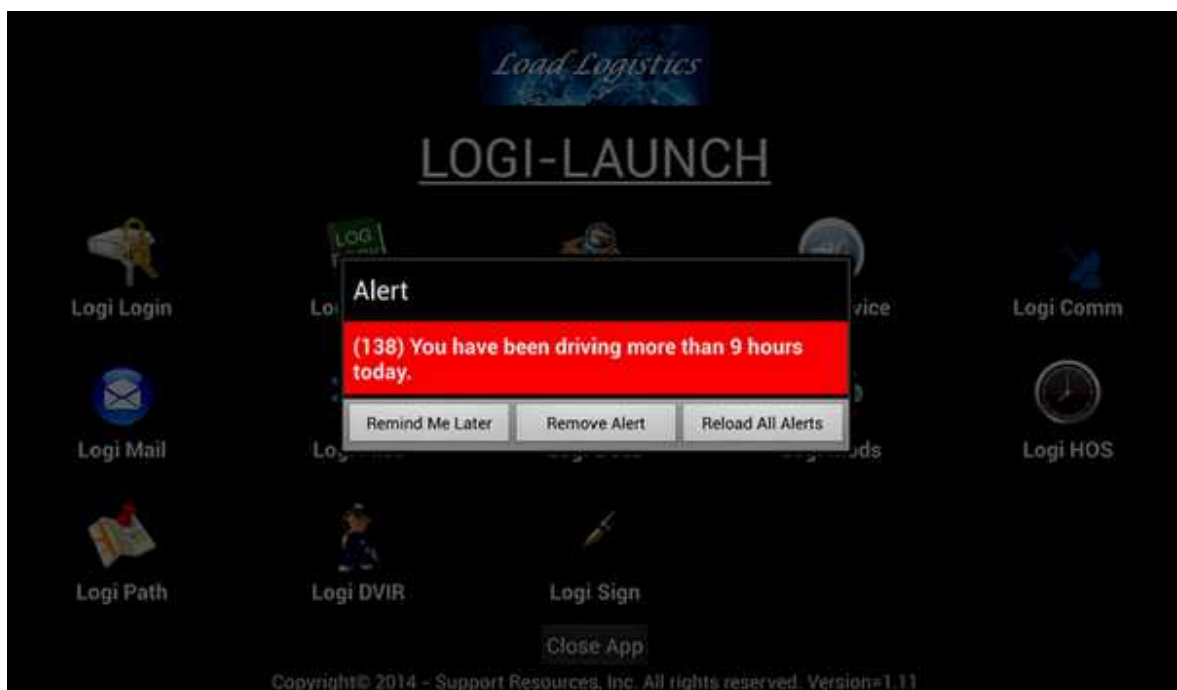 Load Logistics
LOGI-LAUNCH
LOG
Logi Login
vice
Logi Comm
Alert
(138) You have been driving more than 9 hours
today.
Remind Me Later
Remove Alert
Reload All Alerts
Logi Mail
Logi HOS
Logi Path
Logi DVIR
Logi Sign
Close App
Copyright© 2014 - Support Resources, Inc. All rights reserved. Version=1.11